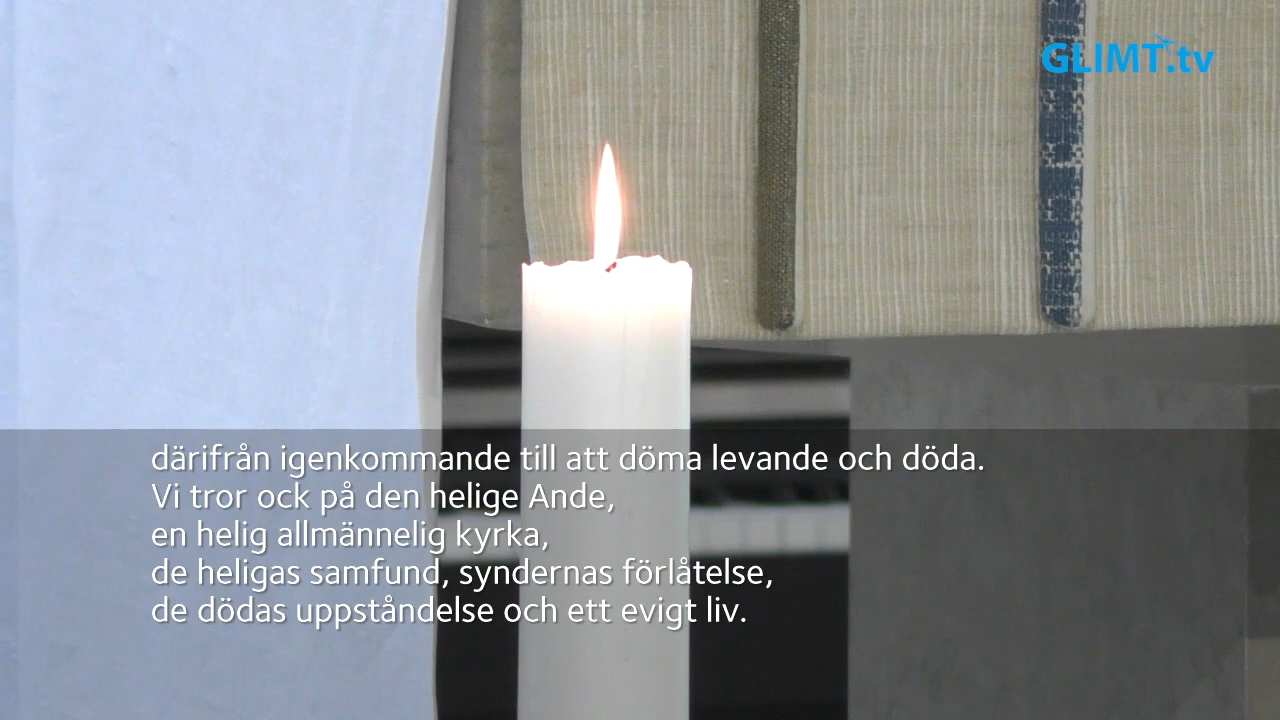 GLIMT.tv
därifrån igenkommande till att döma levande och döda.
Vi tror ock på den helige Ande,
en helig allmännelig kyrka,
de heligas samfund, syndernas förlåtelse,
de dödas uppståndelse och ett evigt liv.